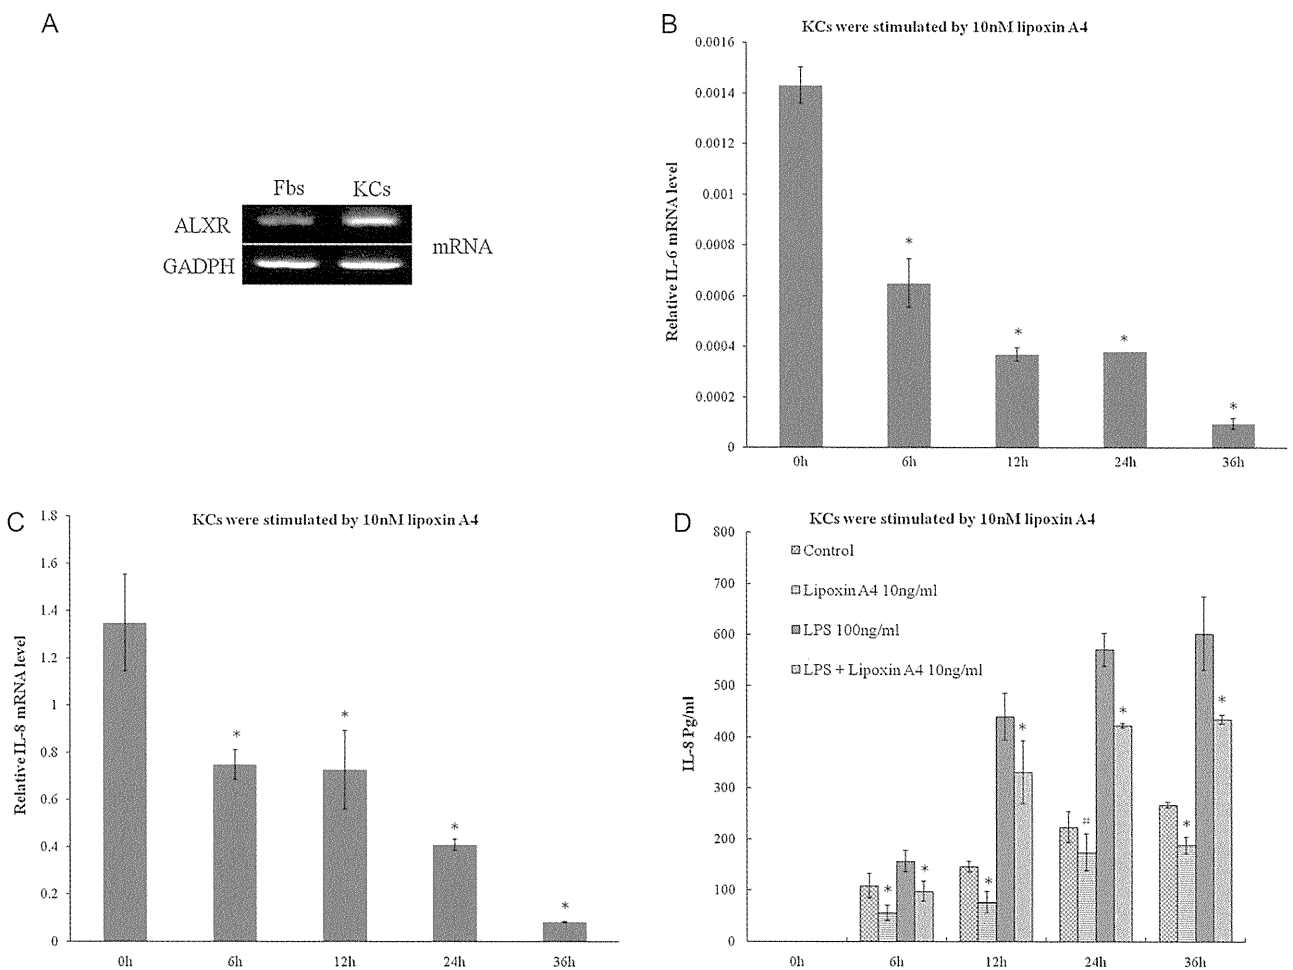 A
Fbs KCs
ALXR
mRNA
GADPH
B
KCs were stimulated by 10nM lipoxin A4
Relative IL-6 mRNA level
0.0016
0.0014
0.0012
0.001
0.0008
0.0006
0.0004
0.0002
0
*
*
*
*
0h 6h 12h 24h 36h
C
KCs were stimulated by 10nM lipoxin A4
Relative IL-8 mRNA level
1.8
1.6
1.4
1.2
1
0.8
0.6
0.4
0.2
0
*
*
*
*
0h 6h 12h 24h 36h
D
KCs were stimulated by 10nM lipoxin A4
Control
Lipoxin A4 10ng/ml
LPS 100ng/ml
LPS + Lipoxin A4 10ng/ml
IL-8 Pg/ml
800
700
600
500
400
300
200
100
0
* *
* *
# *
* *
0h 6h 12h 24h 36h